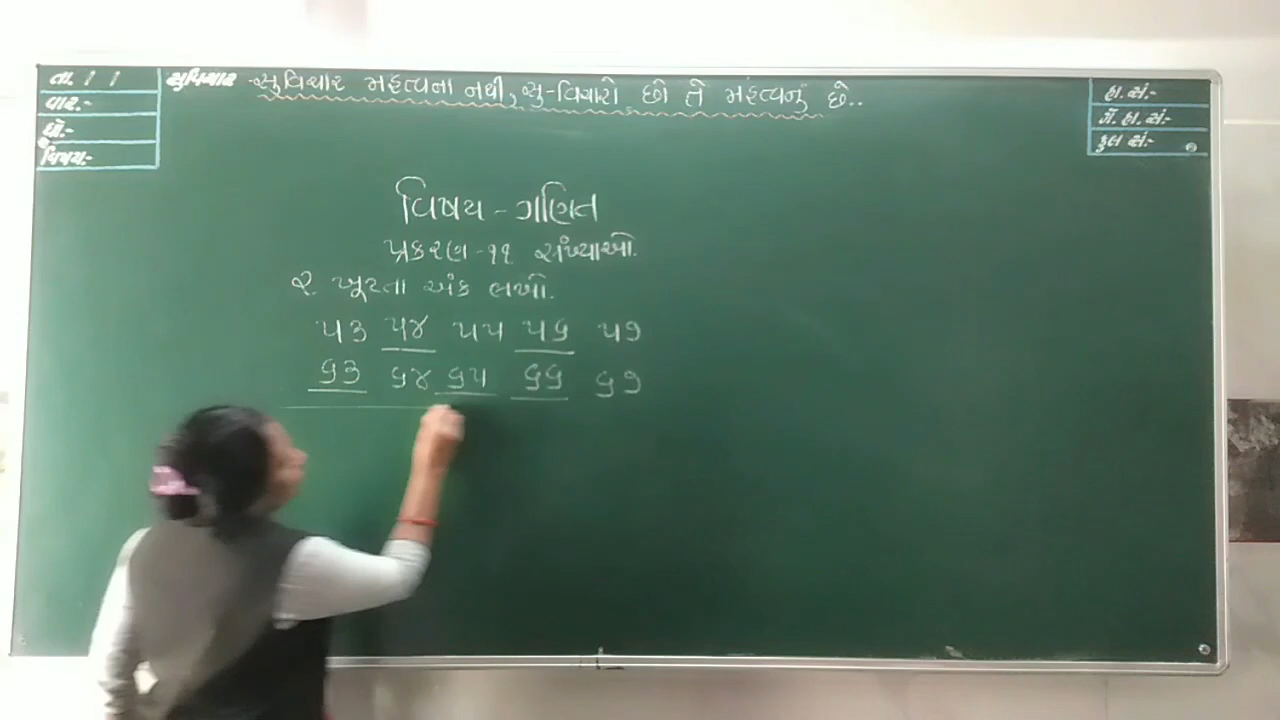 તા. / /
વાર:-
ધો:-
વિષય:-
સુવિચાર -સુવિચાર મહત્વના નથી, સુ-વિચારો છો તે મહત્વનું છે..
હા. સં:-
ગે. હા. સં:-
કુલ સં:-
વિષય - ગણિત
પ્રકરણ -૧૧ સંખ્યાઓ.
૨. ખૂટતા અંક લખો.
૫૩ ૫૪ ૫૫ ૫૬ ૫૭
૬૩ ૬૪ ૬૫ ૬૬ ૬૭